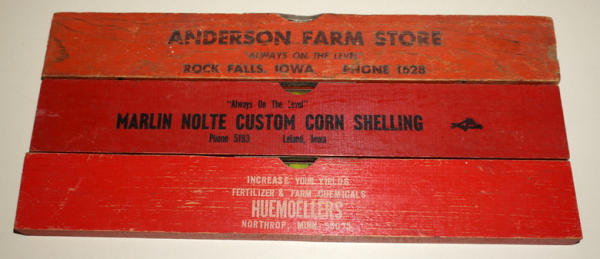 ANDERSON FARM STORE
"ALWAYS ON THE LEVEL"
ROCK FALLS, IOWA PHONE 1528
"Always On The Level"
MARLIN NOLTE CUSTOM CORN SHELLING
Phone 5193 Leland, Iowa
INCREASE YOUR YIELDS
FERTILIZER & FARM CHEMICALS
HUEMOELLERS
NORTHROP, MINN.